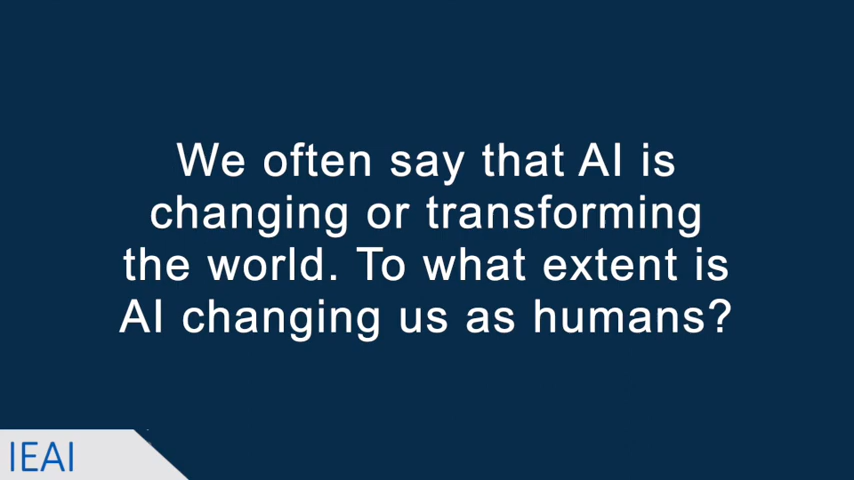 We often say that AI is
changing or transforming
the world. To what extent is
AI changing us as humans?
IEAI